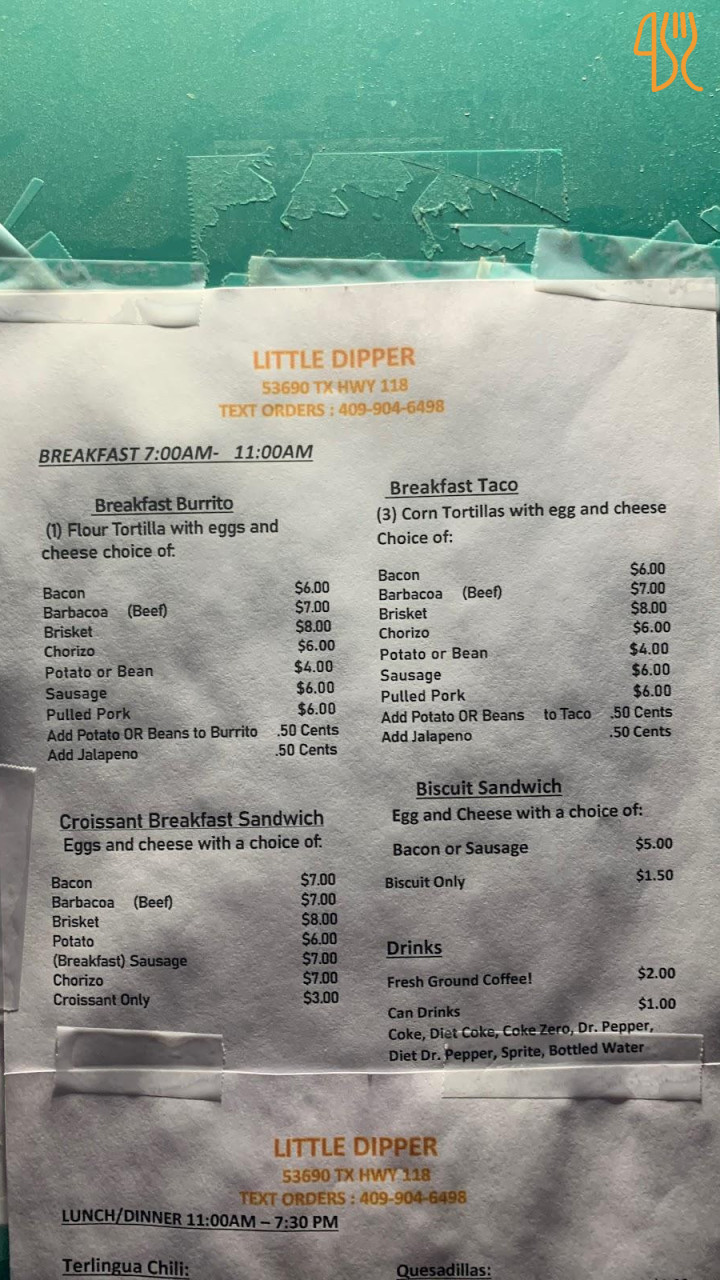 LITTLE DIPPER
53690 TX HWY 118
TEXT ORDERS : 409-904-6498
BREAKFAST 7:00AM- 11:00AM
Breakfast Burrito
(1) Flour Tortilla with eggs and
cheese choice of:
Bacon $6.00
Barbacoa (Beef) $7.00
Brisket $8.00
Chorizo $6.00
Potato or Bean $4.00
Sausage $6.00
Pulled Pork $6.00
Add Potato OR Beans to Burrito .50 Cents
Add Jalapeno .50 Cents
Breakfast Taco
(3) Corn Tortillas with egg and cheese
Choice of:
Bacon $6.00
Barbacoa (Beef) $7.00
Brisket $8.00
Chorizo $6.00
Potato or Bean $4.00
Sausage $6.00
Pulled Pork $6.00
Add Potato OR Beans to Taco .50 Cents
Add Jalapeno .50 Cents
Croissant Breakfast Sandwich
Eggs and cheese with a choice of:
Bacon $7.00
Barbacoa (Beef) $7.00
Brisket $8.00
Potato $6.00
(Breakfast) Sausage $7.00
Chorizo $7.00
Croissant Only $3.00
Biscuit Sandwich
Egg and Cheese with a choice of:
Bacon or Sausage $5.00
Biscuit Only $1.50
Drinks
Fresh Ground Coffee! $2.00
Can Drinks $1.00
Coke, Diet Coke, Coke Zero, Dr. Pepper,
Diet Dr. Pepper, Sprite, Bottled Water
LITTLE DIPPER
53690 TX HWY 118
TEXT ORDERS : 409-904-6498
LUNCH/DINNER 11:00AM – 7:30 PM
Terlingua Chili:
Quesadillas: